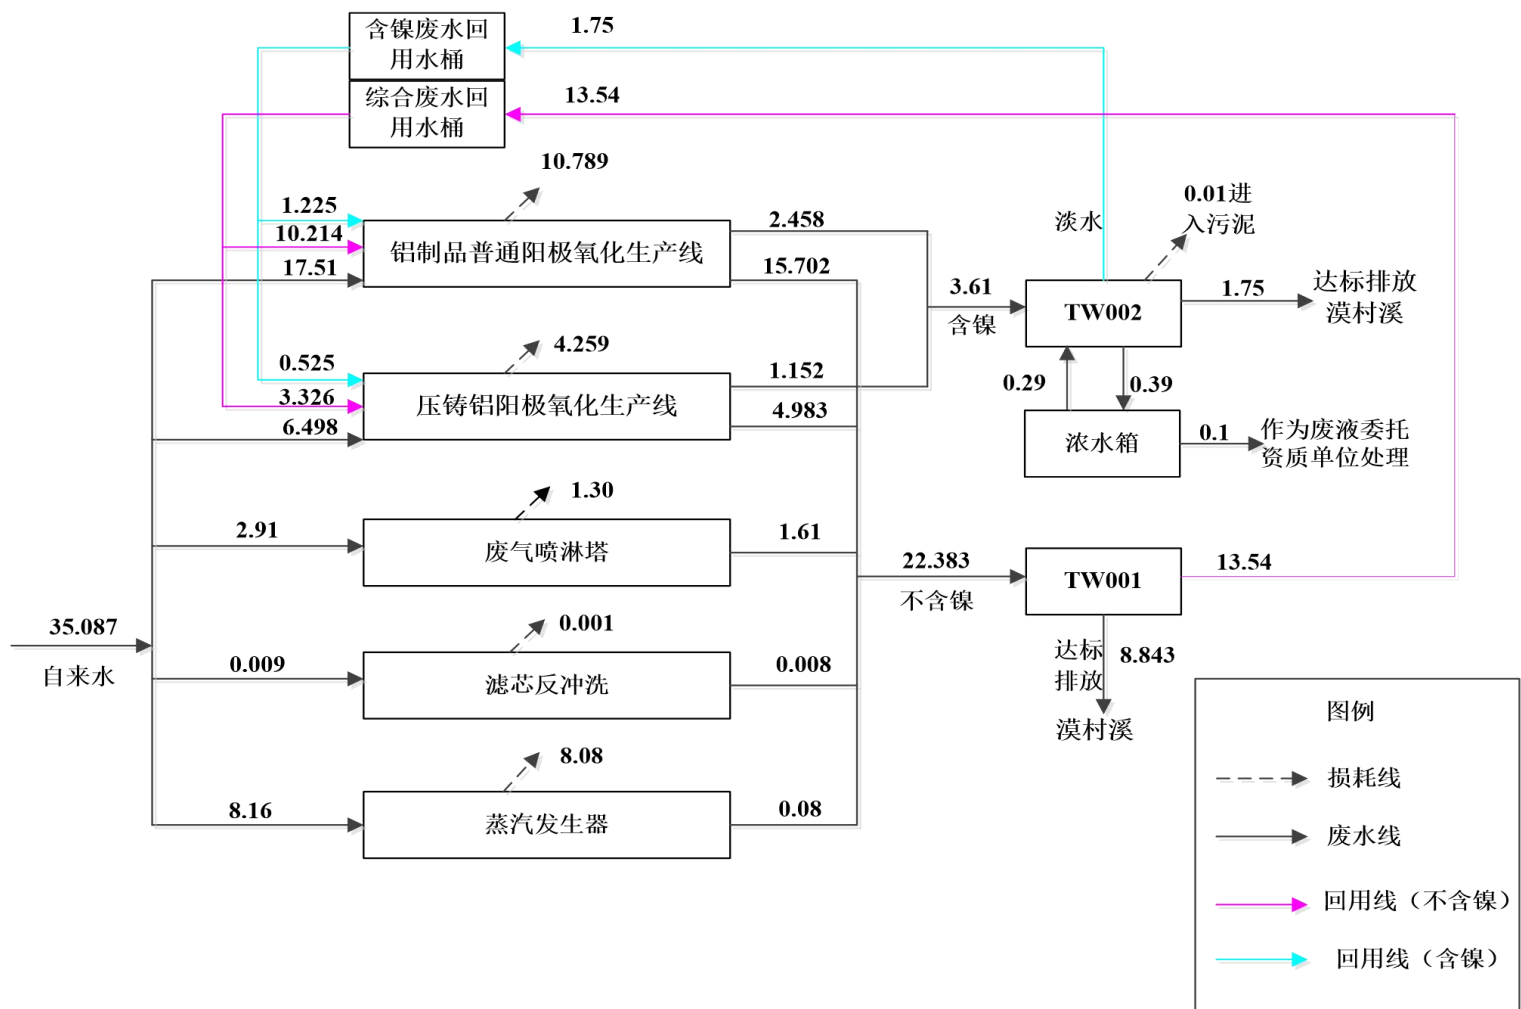 含镍废水回
用水桶
1.75
综合废水回
用水桶
13.54
10.789
1.225
10.214
17.51
铝制品普通阳极氧化生产线
2.458
15.702
淡水
0.01进
入污泥
3.61
含镍
TW002
1.75
达标排放
漠村溪
4.259
0.525
3.326
6.498
压铸铝阳极氧化生产线
1.152
4.983
0.29
0.39
浓水箱
0.1
作为废液委托
资质单位处理
1.30
2.91
废气喷淋塔
1.61
22.383
不含镍
TW001
13.54
35.087
自来水
0.001
0.009
滤芯反冲洗
0.008
达标
排放
8.843
漠村溪
8.08
8.16
蒸汽发生器
0.08
图例
损耗线
废水线
回用线（不含镍）
回用线（含镍）